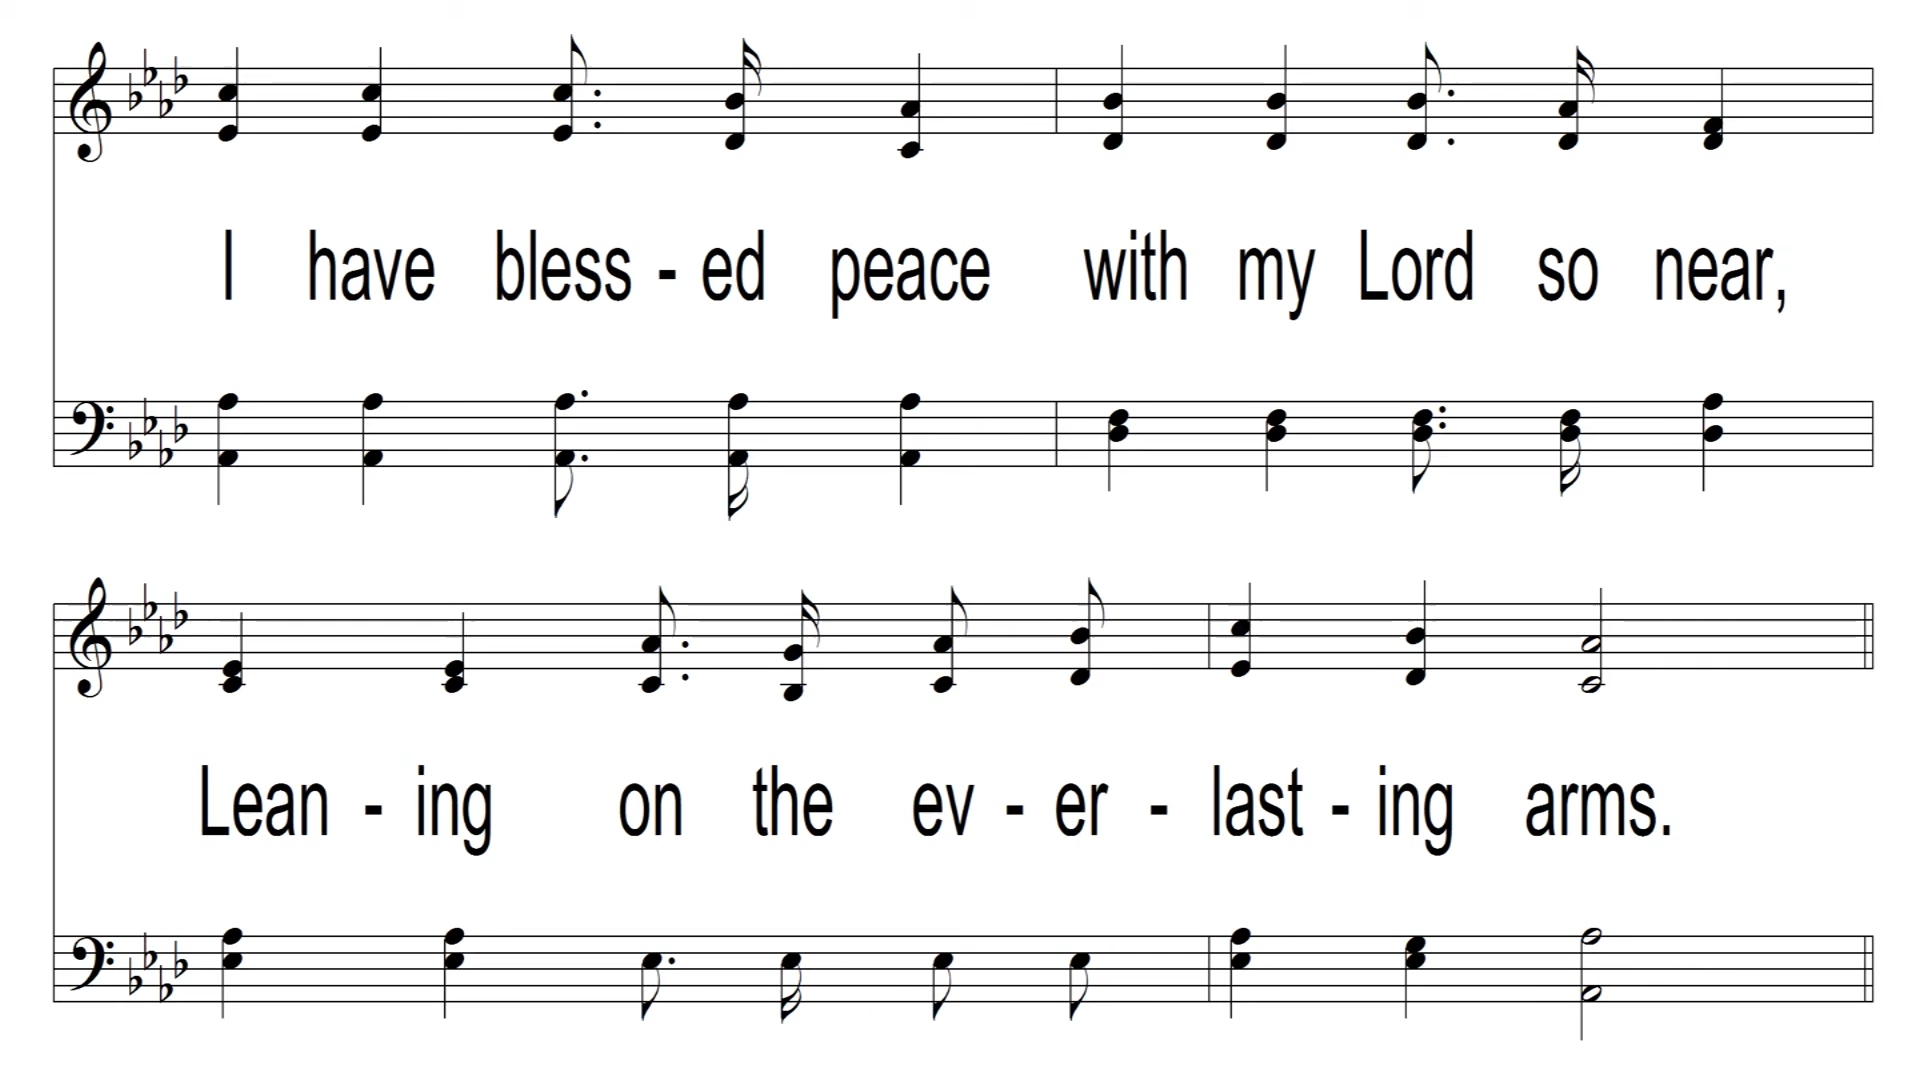 I have bless - ed peace with my Lord so near,
Lean - ing on the ev - er - last - ing arms.